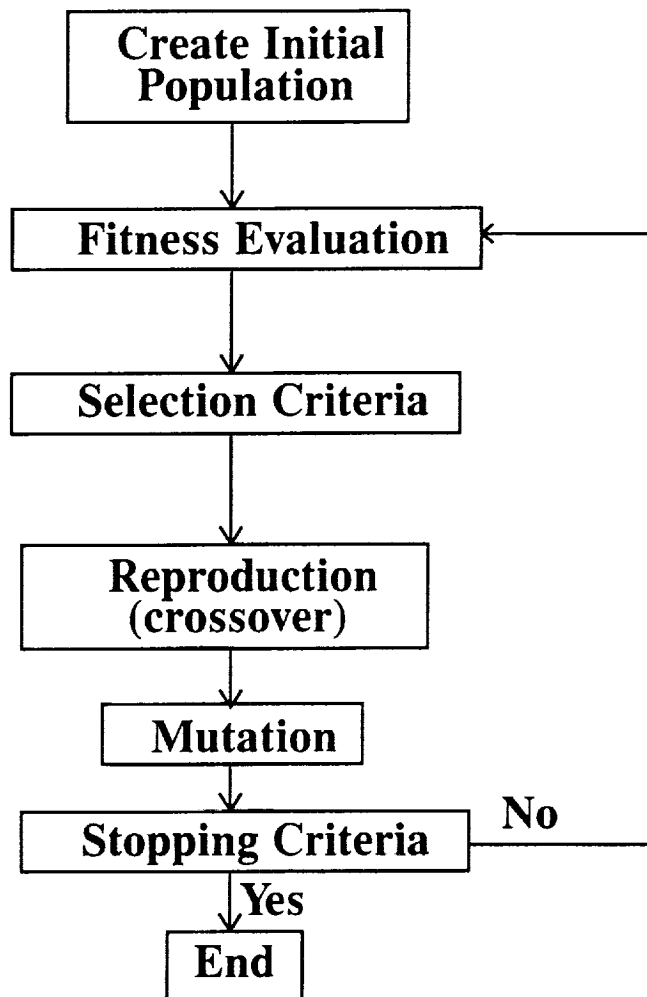 Create Initial
Population
Fitness Evaluation
Selection Criteria
Reproduction
(crossover)
Mutation
Stopping Criteria
No
Yes
End